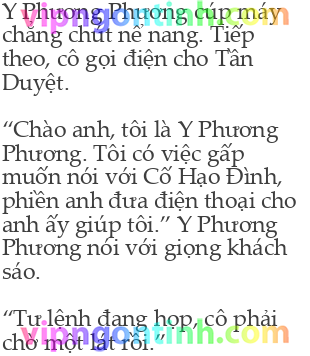 Y Phương Phương cúp máy
chẳng chút nể nang. Tiếp
theo, cô gọi điện cho Tân
Duyệt.
“Chào anh, tôi là Y Phương
Phương. Tôi có việc gấp
muốn nói với Cố Hạo Đình,
phiền anh đưa điện thoại cho
anh ấy giúp tôi.” Y Phương
Phương nói với giọng khách
sáo.
“Tư lệnh đang họp, cô phải
chờ một lát rồi.”
vipngontinh.com
vipngontinh.com